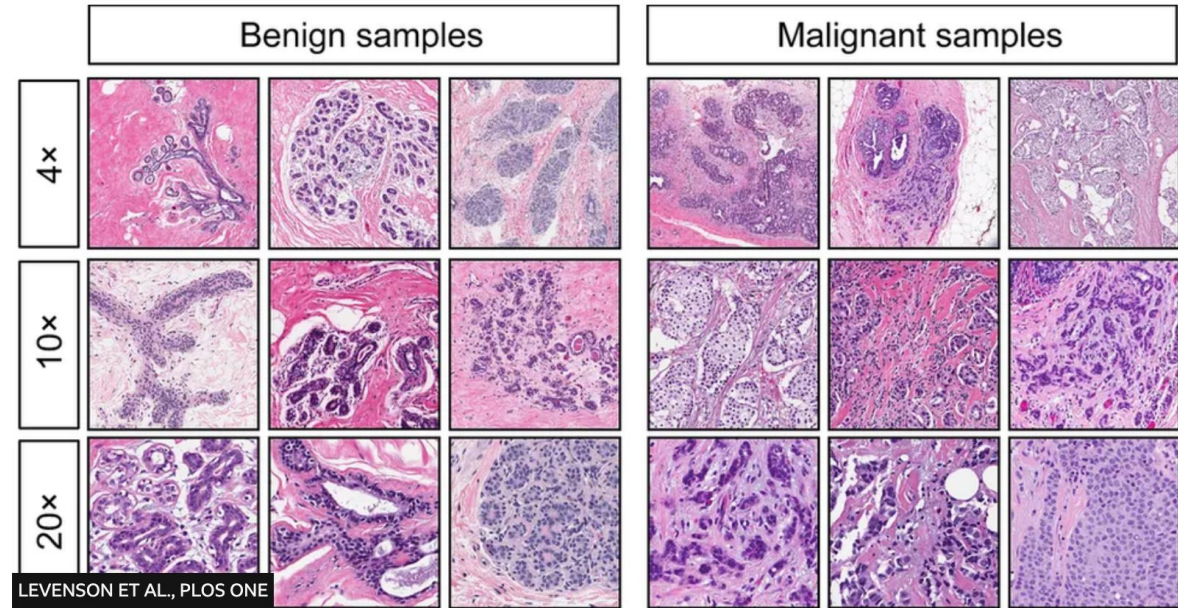 Benign samples
Malignant samples
4×
10×
20×
LEVENSON ET AL., PLOS ONE